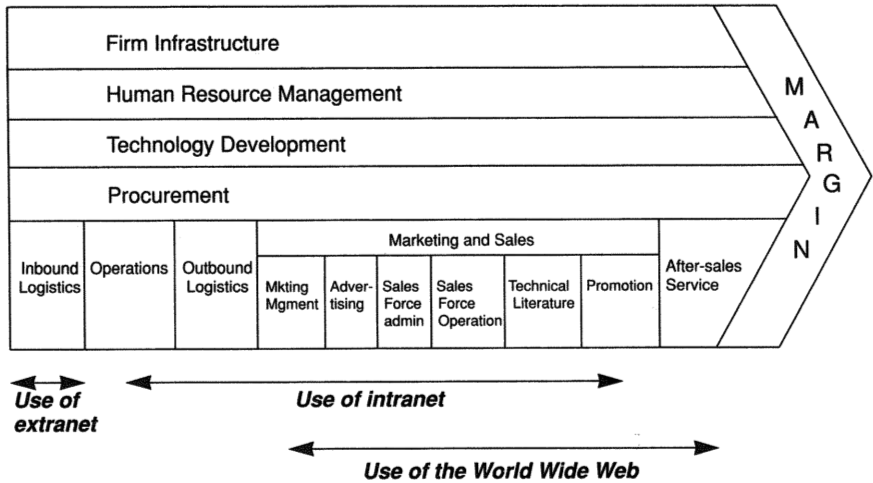 Firm Infrastructure
Human Resource Management
Technology Development
Procurement
MARGIN
Marketing and Sales
Inbound
Logistics
Operations
Outbound
Logistics
Mkting
Mgment
Adver-
tising
Sales
Force
admin
Sales
Force
Operation
Technical
Literature
Promotion
After-sales
Service
Use of
extranet
Use of intranet
Use of the World Wide Web